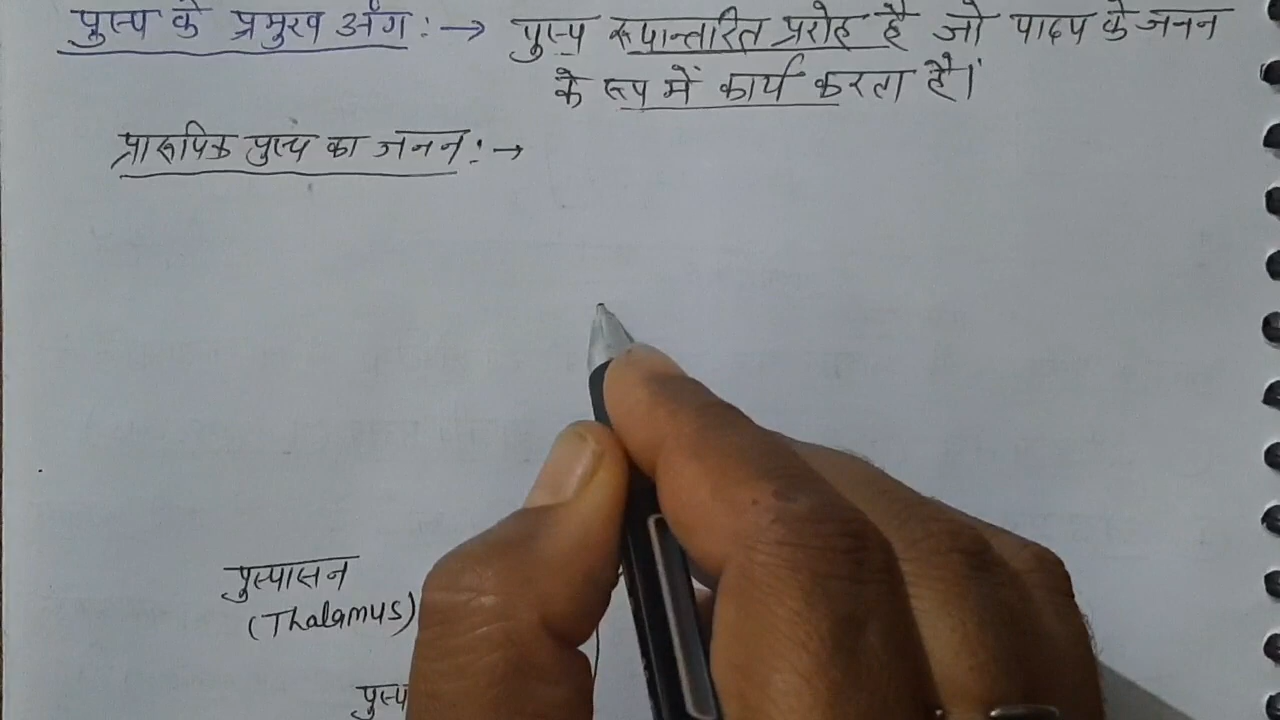 पुष्प के प्रमुख अंग :→ पुष्प रूपान्तरित प्ररोह है जो पादप के जनन
के रूप में कार्य करता है।
प्रारूपिक पुष्प का जनन :→
पुष्पासन
(Thalamus)
पुष्प